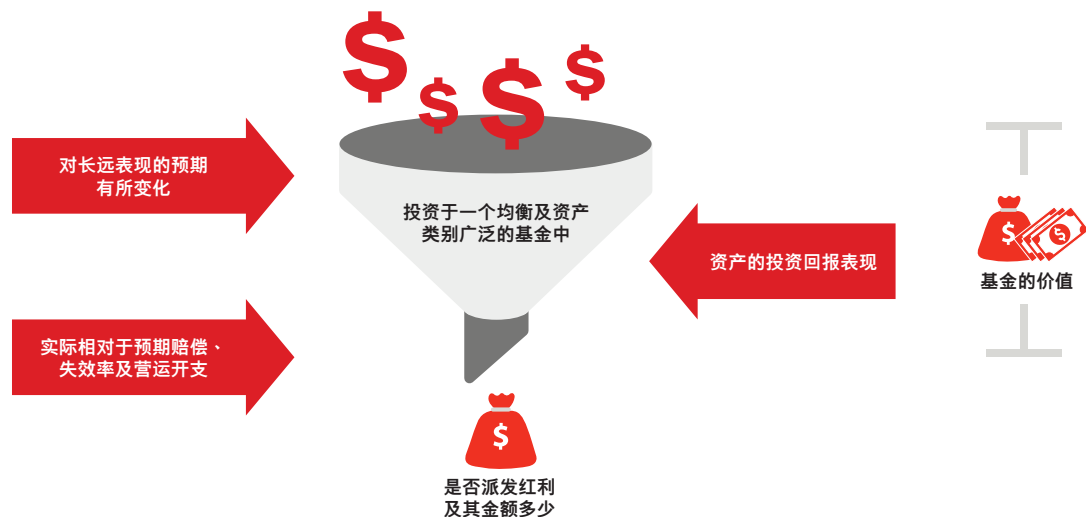 对长远表现的预期
有所变化
投资于一个均衡及资产
类别广泛的基金中
资产的投资回报表现
基金的价值
实际相对于预期赔偿、
失效率及营运开支
是否派发红利
及其金额多少